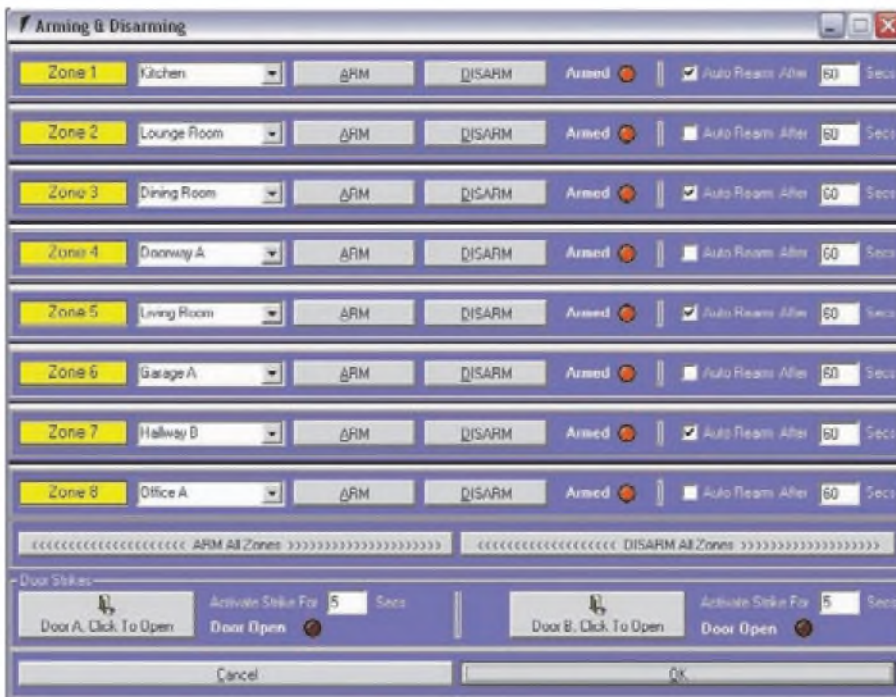 Arming & Disarming
Zone 1 Kitchen ARM DISARM Armed Auto Rearm After 60 Secs
Zone 2 Lounge Room ARM DISARM Armed Auto Rearm After 60 Secs
Zone 3 Dining Room ARM DISARM Armed Auto Rearm After 60 Secs
Zone 4 Doorway A ARM DISARM Armed Auto Rearm After 60 Secs
Zone 5 Living Room ARM DISARM Armed Auto Rearm After 60 Secs
Zone 6 Garage A ARM DISARM Armed Auto Rearm After 60 Secs
Zone 7 Hallway B ARM DISARM Armed Auto Rearm After 60 Secs
Zone 8 Office A ARM DISARM Armed Auto Rearm After 60 Secs
<<<<<<<<<<<<<<<<<<<<<< ARM All Zones >>>>>>>>>>>>>>>>>>>>>> <<<<<<<<<<<<<<<<<<<< DISARM All Zones >>>>>>>>>>>>>>>>>>>>
Door Strikes
Activate Strike For 5 Secs Activate Strike For 5 Secs
Door A, Click To Open Door Open Door B, Click To Open Door Open
Cancel OK